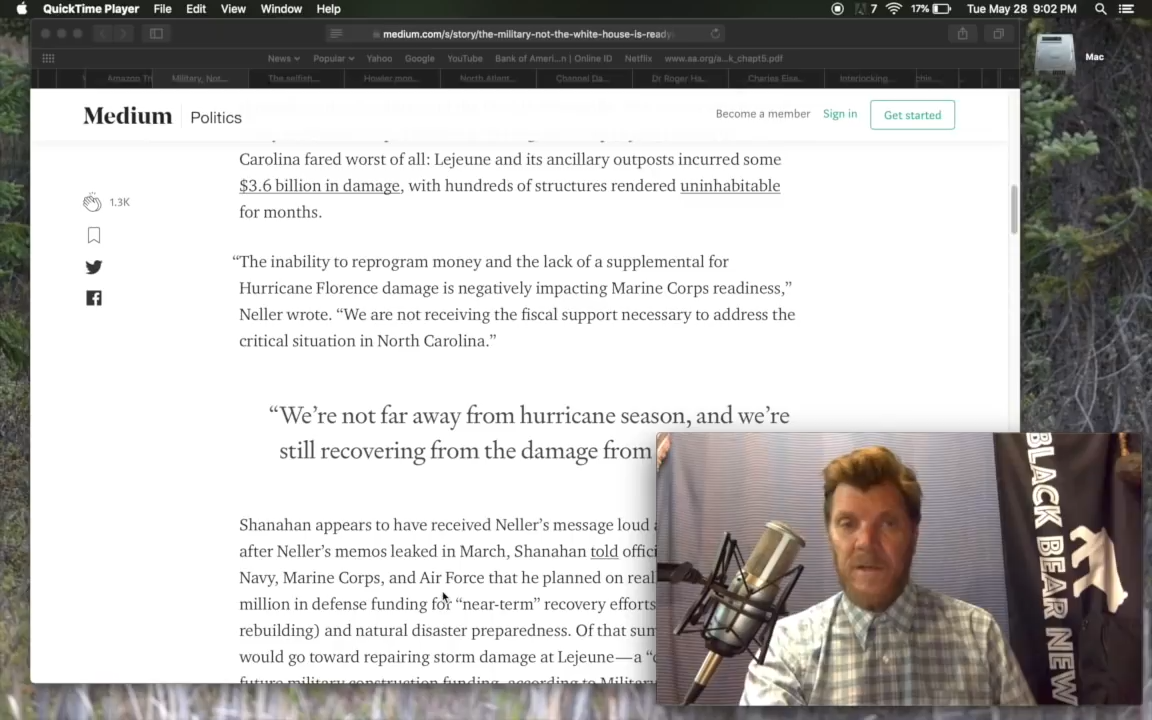 QuickTime Player File Edit View Window Help
7 17% Tue May 28 9:02 PM
medium.com/s/story/the-military-not-the-white-house-is-ready
News Popular Yahoo Google YouTube Bank of Ameri...n | Online ID Netflix www.aa.org/a...k_chapt5.pdf
Amazon Th Military, Not... The selfish... Howler mon... North Atlant... Channel Da... Dr Roger Ha... Charles Eise... Interlocking... chis...
Mac
Medium Politics
Become a member Sign in Get started
Carolina fared worst of all: Lejeune and its ancillary outposts incurred some
$3.6 billion in damage, with hundreds of structures rendered uninhabitable
for months.
1.3K
“The inability to reprogram money and the lack of a supplemental for
Hurricane Florence damage is negatively impacting Marine Corps readiness,”
Neller wrote. “We are not receiving the fiscal support necessary to address the
critical situation in North Carolina.”
“We’re not far away from hurricane season, and we’re
still recovering from the damage from
Shanahan appears to have received Neller’s message loud a
after Neller’s memos leaked in March, Shanahan told offici
Navy, Marine Corps, and Air Force that he planned on real
million in defense funding for “near-term” recovery efforts
rebuilding) and natural disaster preparedness. Of that sum
would go toward repairing storm damage at Lejeune—a “d
future military construction funding, according to Military
BLACK BEAR NEW